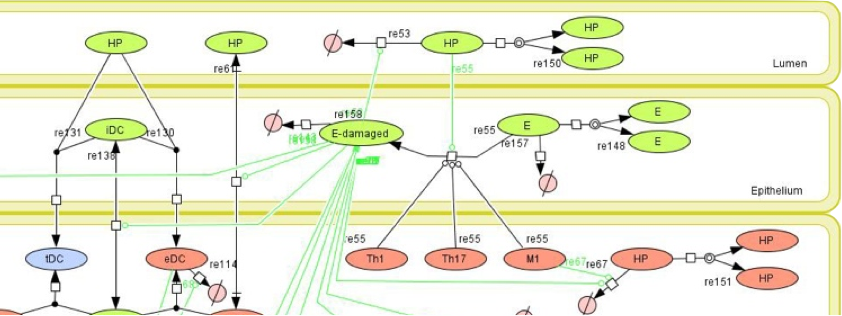 HP
HP
re53
HP
HP
re150
HP
Lumen
re61
re55
re158
E-damaged
iDC
re131
re130
re138
re55
E
re157
E
re148
E
Epithelium
re55
re55
re55
tDC
eDC
re114
Th1
Th17
M1
re67
re67
HP
HP
re151
HP